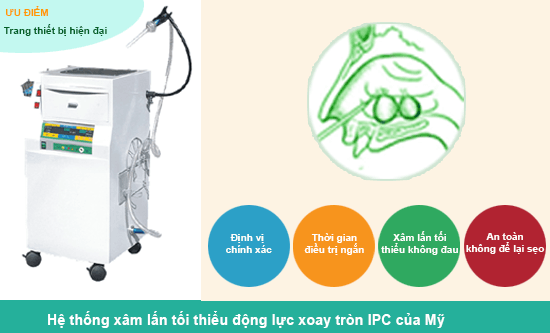 ƯU ĐIỂM
Trang thiết bị hiện đại
Định vị
chính xác
Thời gian
điều trị ngắn
Xâm lấn tối
thiểu không đau
An toàn
không để lại sẹo
Hệ thống xâm lấn tối thiểu động lực xoay tròn IPC của Mỹ